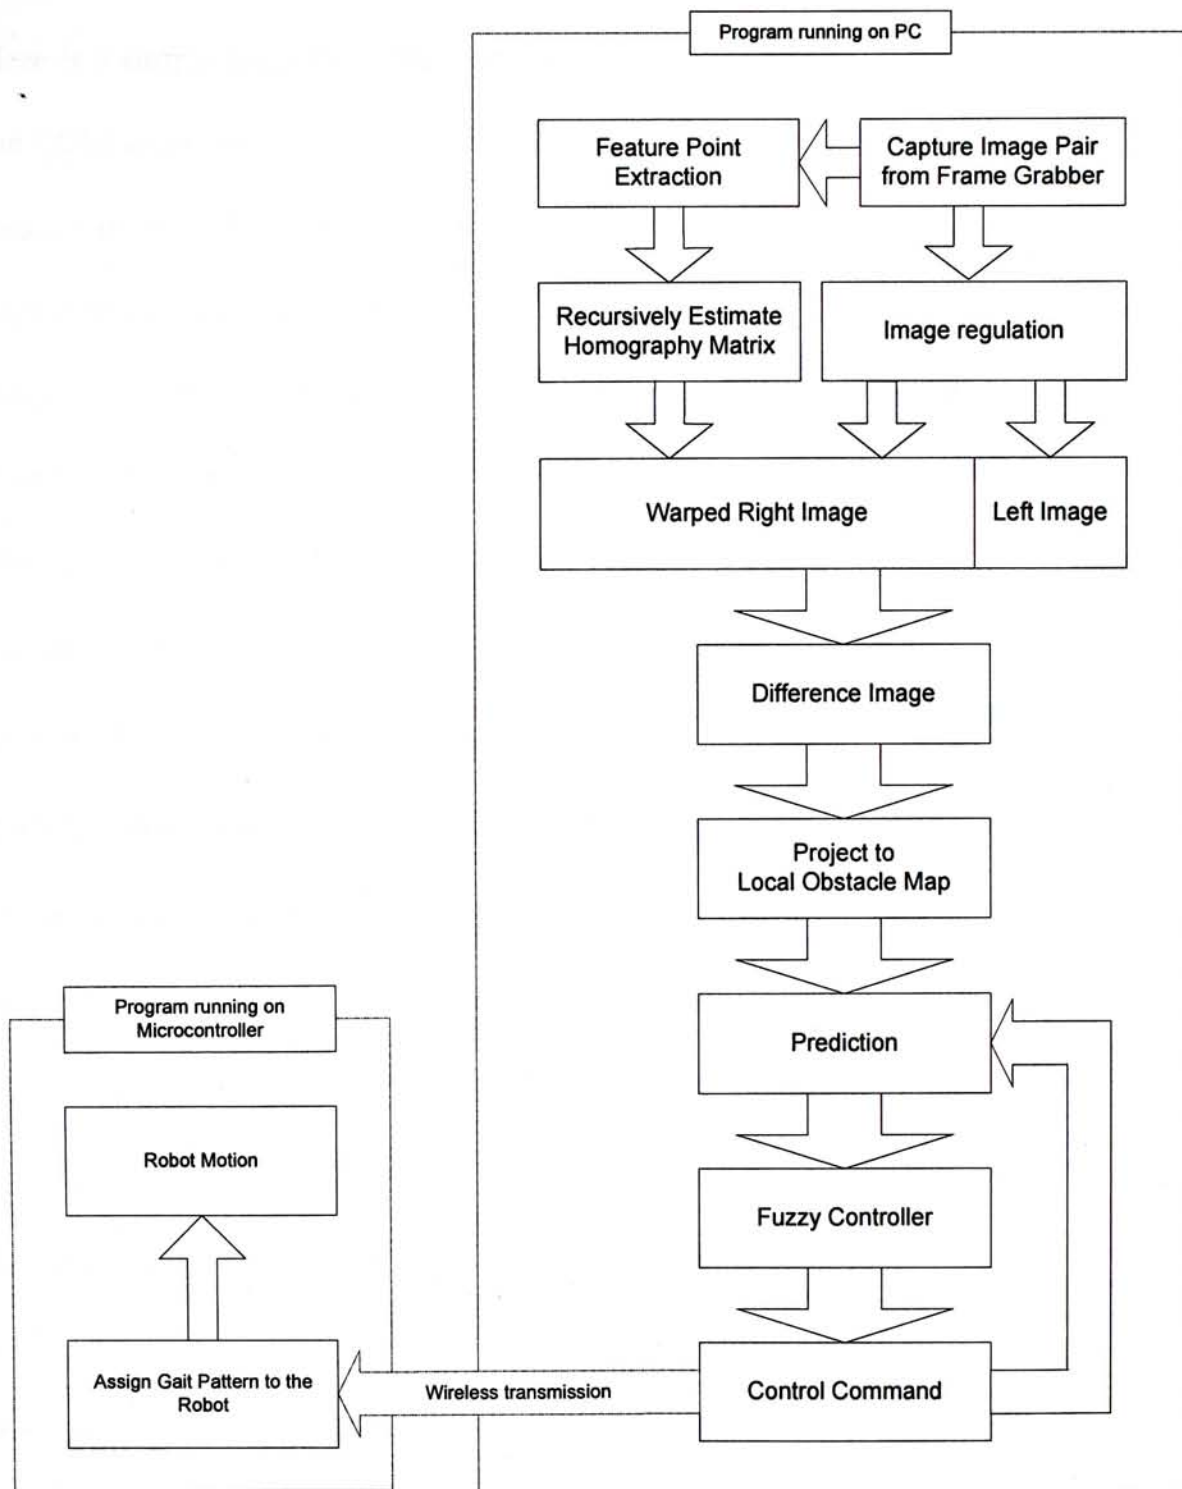 Program running on PC
Feature Point
Extraction
Capture Image Pair
from Frame Grabber
Recursively Estimate
Homography Matrix
Image regulation
Warped Right Image
Left Image
Difference Image
Project to
Local Obstacle Map
Program running on
Microcontroller
Prediction
Robot Motion
Fuzzy Controller
Assign Gait Pattern to the
Robot
Wireless transmission
Control Command